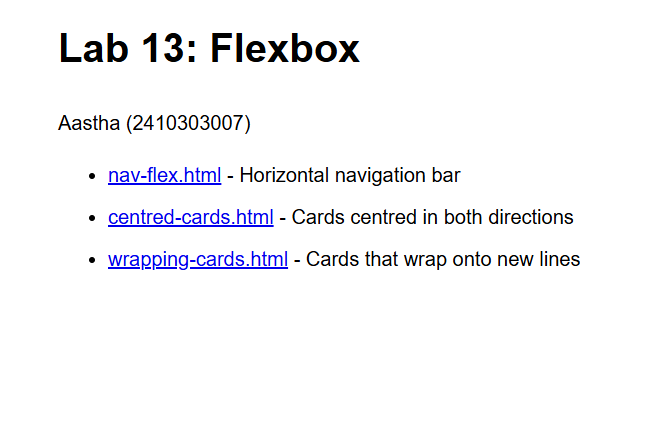 Lab 13: Flexbox
Aastha (2410303007)
• nav-flex.html - Horizontal navigation bar
• centred-cards.html - Cards centred in both directions
• wrapping-cards.html - Cards that wrap onto new lines